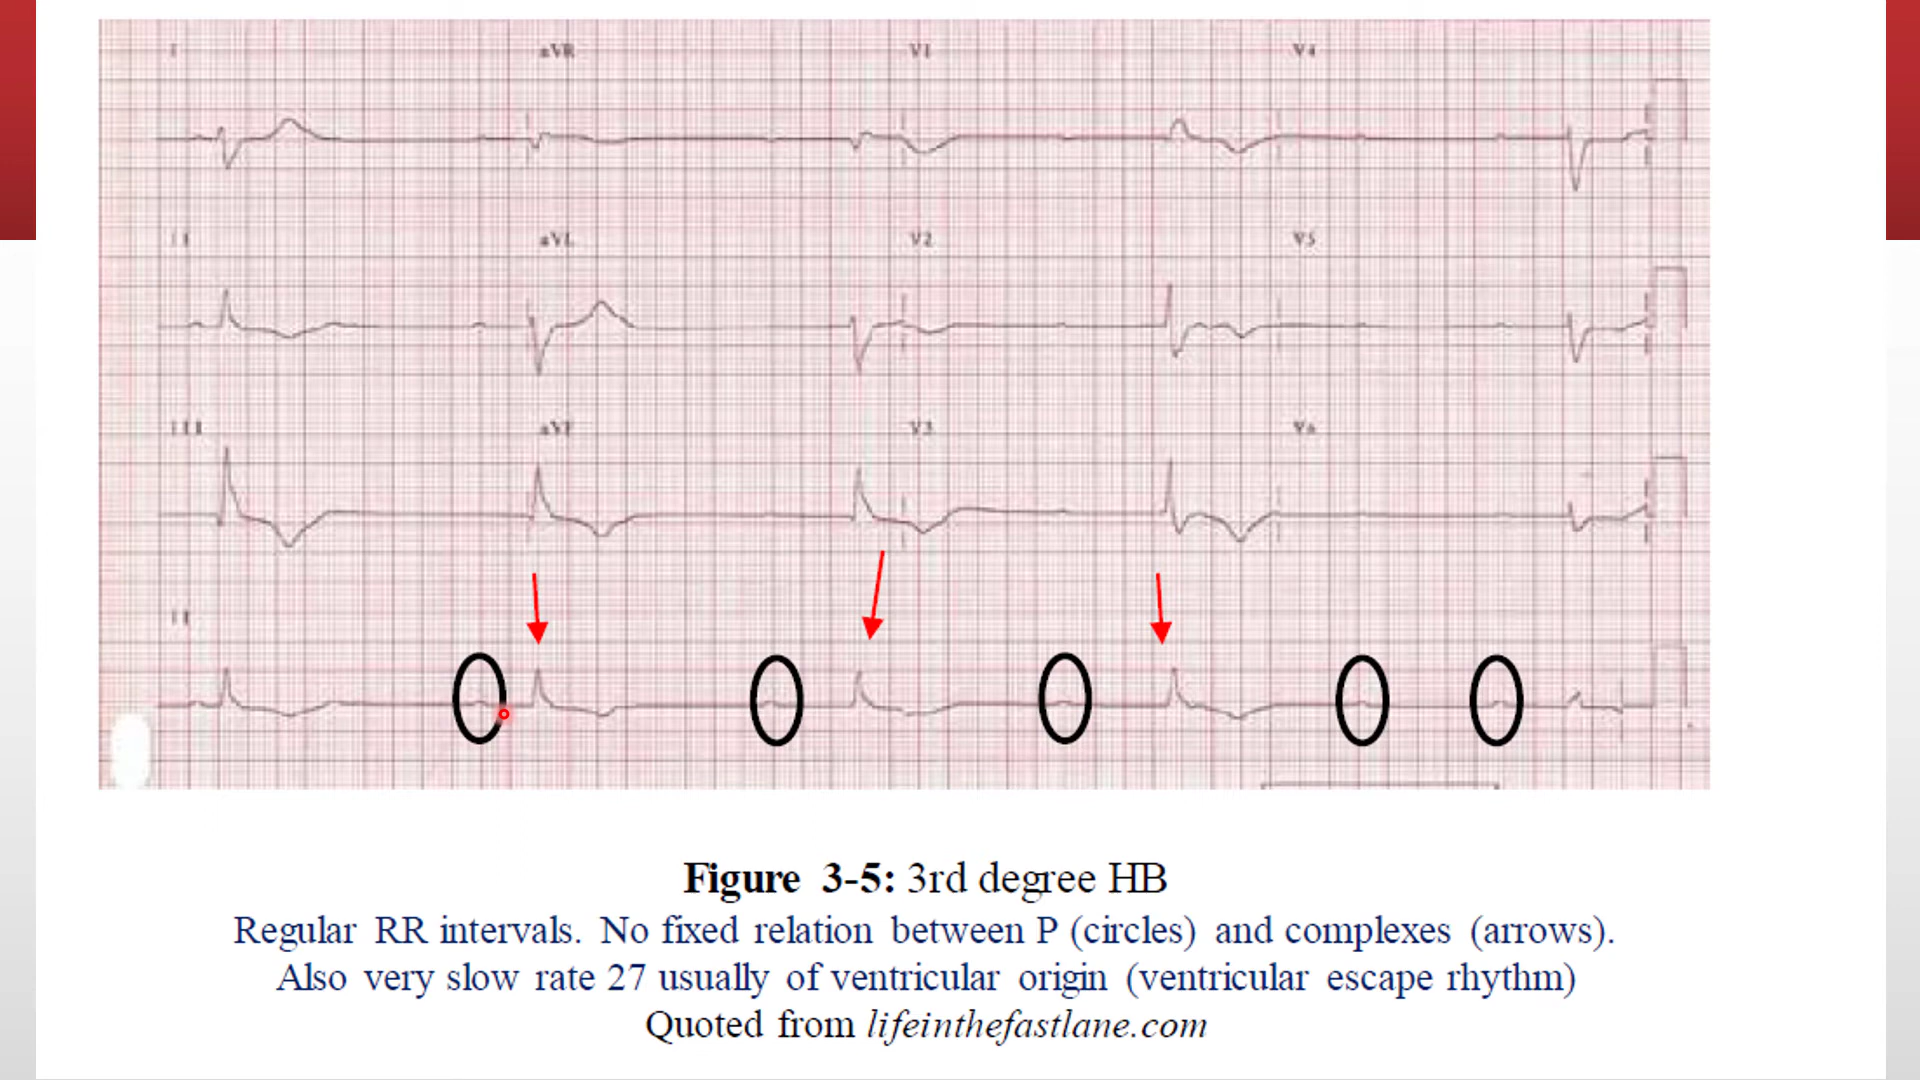 I aVR V1 V4
II aVL V2 V5
III aVF V3 V6
II
Figure 3-5: 3rd degree HB
Regular RR intervals. No fixed relation between P (circles) and complexes (arrows).
Also very slow rate 27 usually of ventricular origin (ventricular escape rhythm)
Quoted from lifeinthefastlane.com